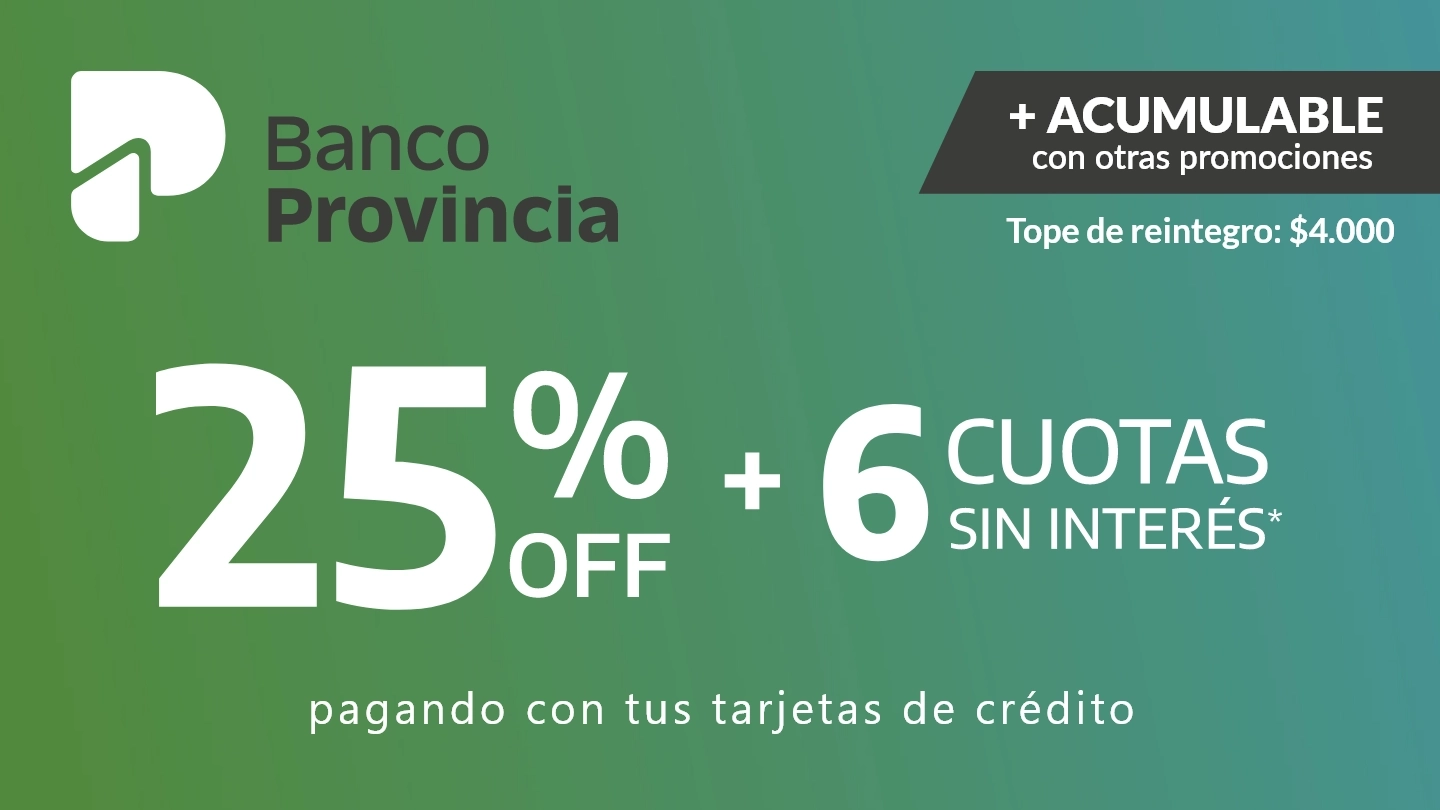 Banco
Provincia
+ ACUMULABLE
con otras promociones
Tope de reintegro: $4.000
25% OFF
+
6 CUOTAS
SIN INTERÉS*
pagando con tus tarjetas de crédito